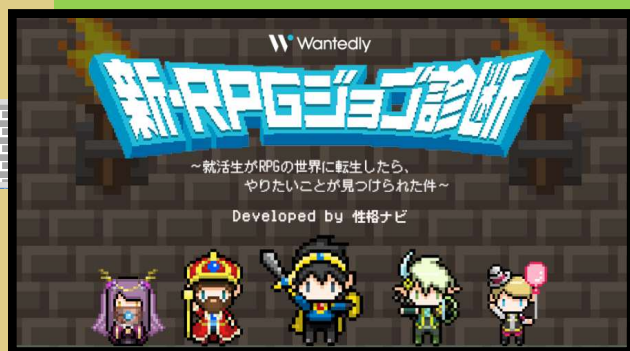 Wantedly
新・RPGジョブ診断
～就活生がRPGの世界に転生したら、
やりたいことが見つけられた件～
Developed by 性格ナビ